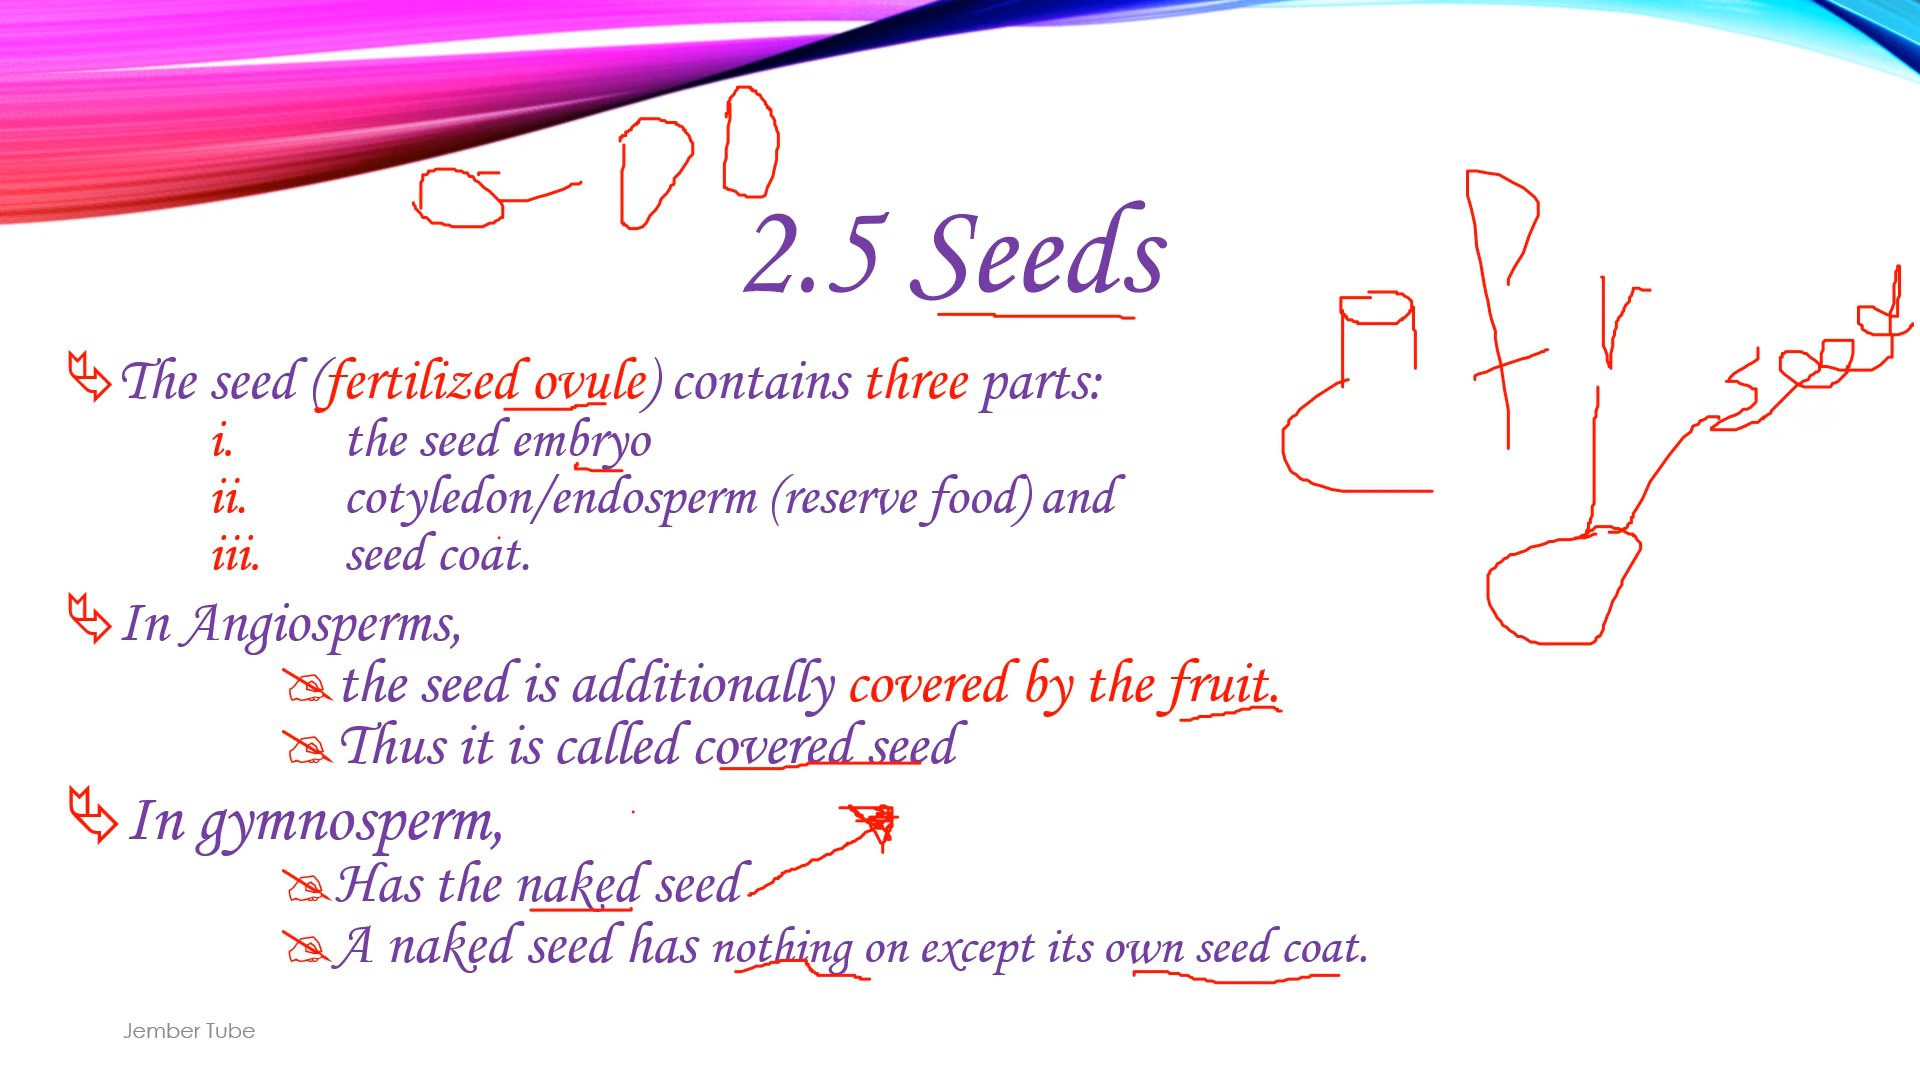 2.5 Seeds
The seed (fertilized ovule) contains three parts:
i. the seed embryo
ii. cotyledon/endosperm (reserve food) and
iii. seed coat.
In Angiosperms,
the seed is additionally covered by the fruit.
Thus it is called covered seed
In gymnosperm,
Has the naked seed
A naked seed has nothing on except its own seed coat.
Jember Tube